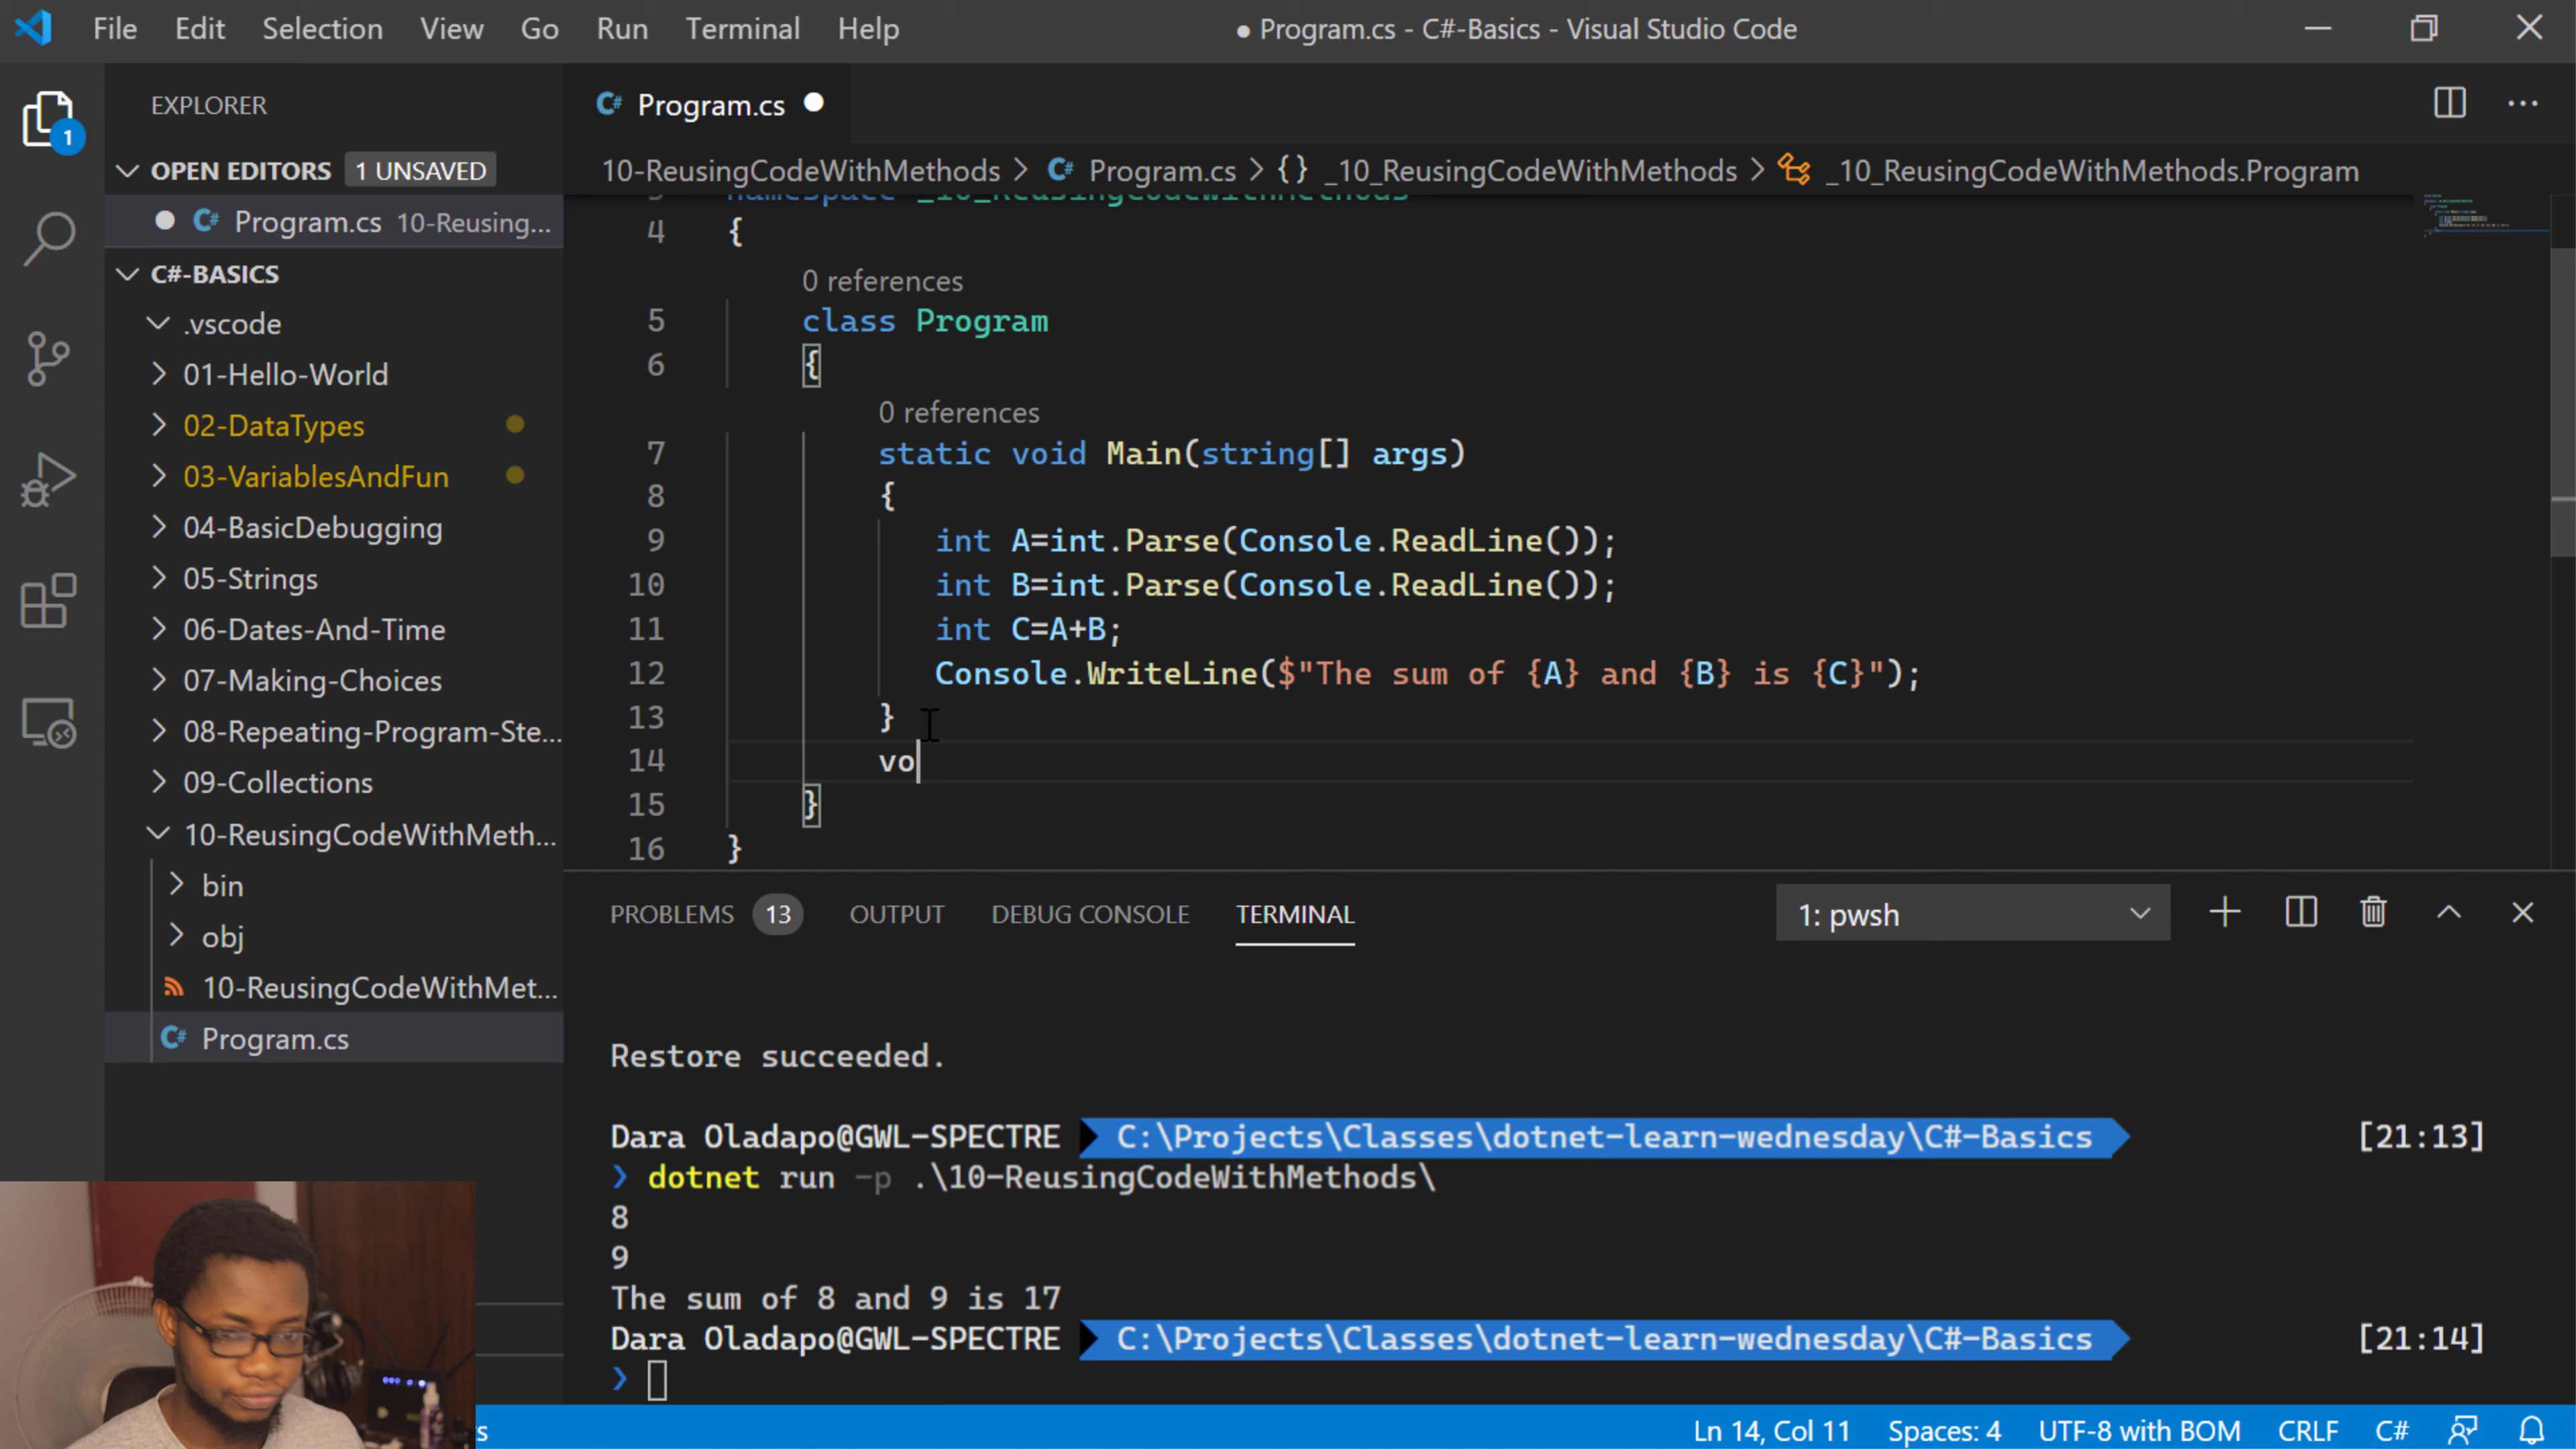 File Edit Selection View Go Run Terminal Help ● Program.cs - C#-Basics - Visual Studio Code
EXPLORER
1
OPEN EDITORS 1 UNSAVED
Program.cs 10-Reusing...
C#-BASICS
.vscode
01-Hello-World
02-DataTypes
03-VariablesAndFun
04-BasicDebugging
05-Strings
06-Dates-And-Time
07-Making-Choices
08-Repeating-Program-Ste...
09-Collections
10-ReusingCodeWithMeth...
bin
obj
10-ReusingCodeWithMet...
C# Program.cs
C# Program.cs ●
10-ReusingCodeWithMethods > C# Program.cs > {} _10_ReusingCodeWithMethods > _10_ReusingCodeWithMethods.Program
3 namespace _10_ReusingCodeWithMethods
4 {
0 references
5 class Program
6 {
0 references
7 static void Main(string[] args)
8 {
9 int A=int.Parse(Console.ReadLine());
10 int B=int.Parse(Console.ReadLine());
11 int C=A+B;
12 Console.WriteLine($"The sum of {A} and {B} is {C}");
13 }
14 vo
15 }
16 }
PROBLEMS 13 OUTPUT DEBUG CONSOLE TERMINAL 1: pwsh
Restore succeeded.
Dara Oladapo@GWL-SPECTRE C:\Projects\Classes\dotnet-learn-wednesday\C#-Basics [21:13]
❯ dotnet run -p .\10-ReusingCodeWithMethods\
8
9
The sum of 8 and 9 is 17
Dara Oladapo@GWL-SPECTRE C:\Projects\Classes\dotnet-learn-wednesday\C#-Basics [21:14]
❯
Ln 14, Col 11 Spaces: 4 UTF-8 with BOM CRLF C#